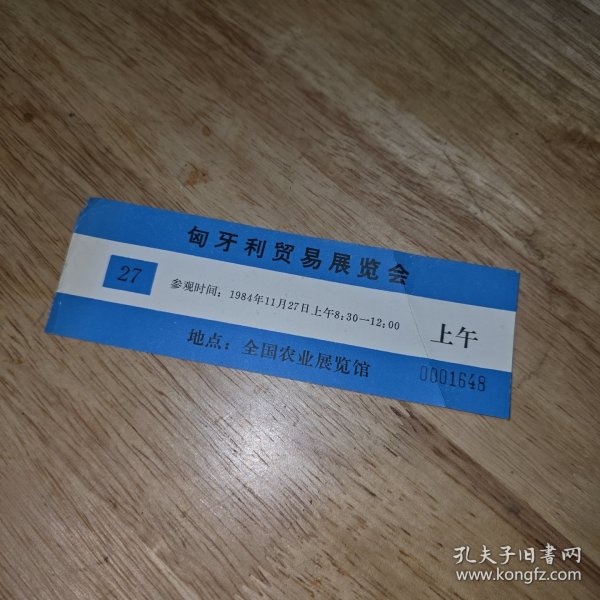 匈牙利贸易展览会
27
参观时间：1984年11月27日上午8:30—12:00
上午
地点：全国农业展览馆
0001648
孔夫子旧书网
www.kongfz.com